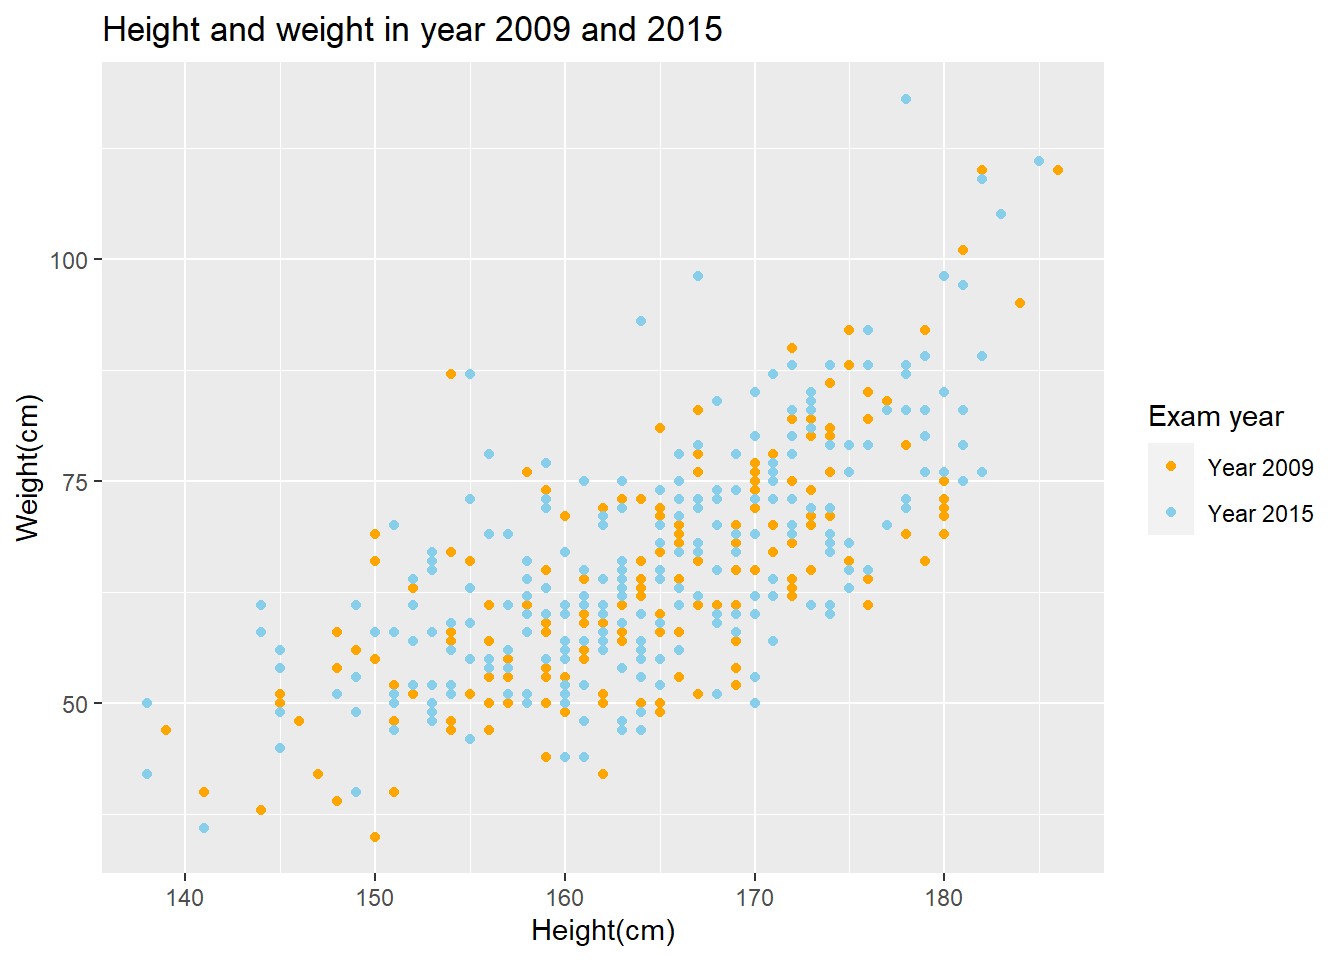 Height and weight in year 2009 and 2015
100
75
50
Weight(cm)
140 150 160 170 180
Height(cm)
Exam year
Year 2009
Year 2015